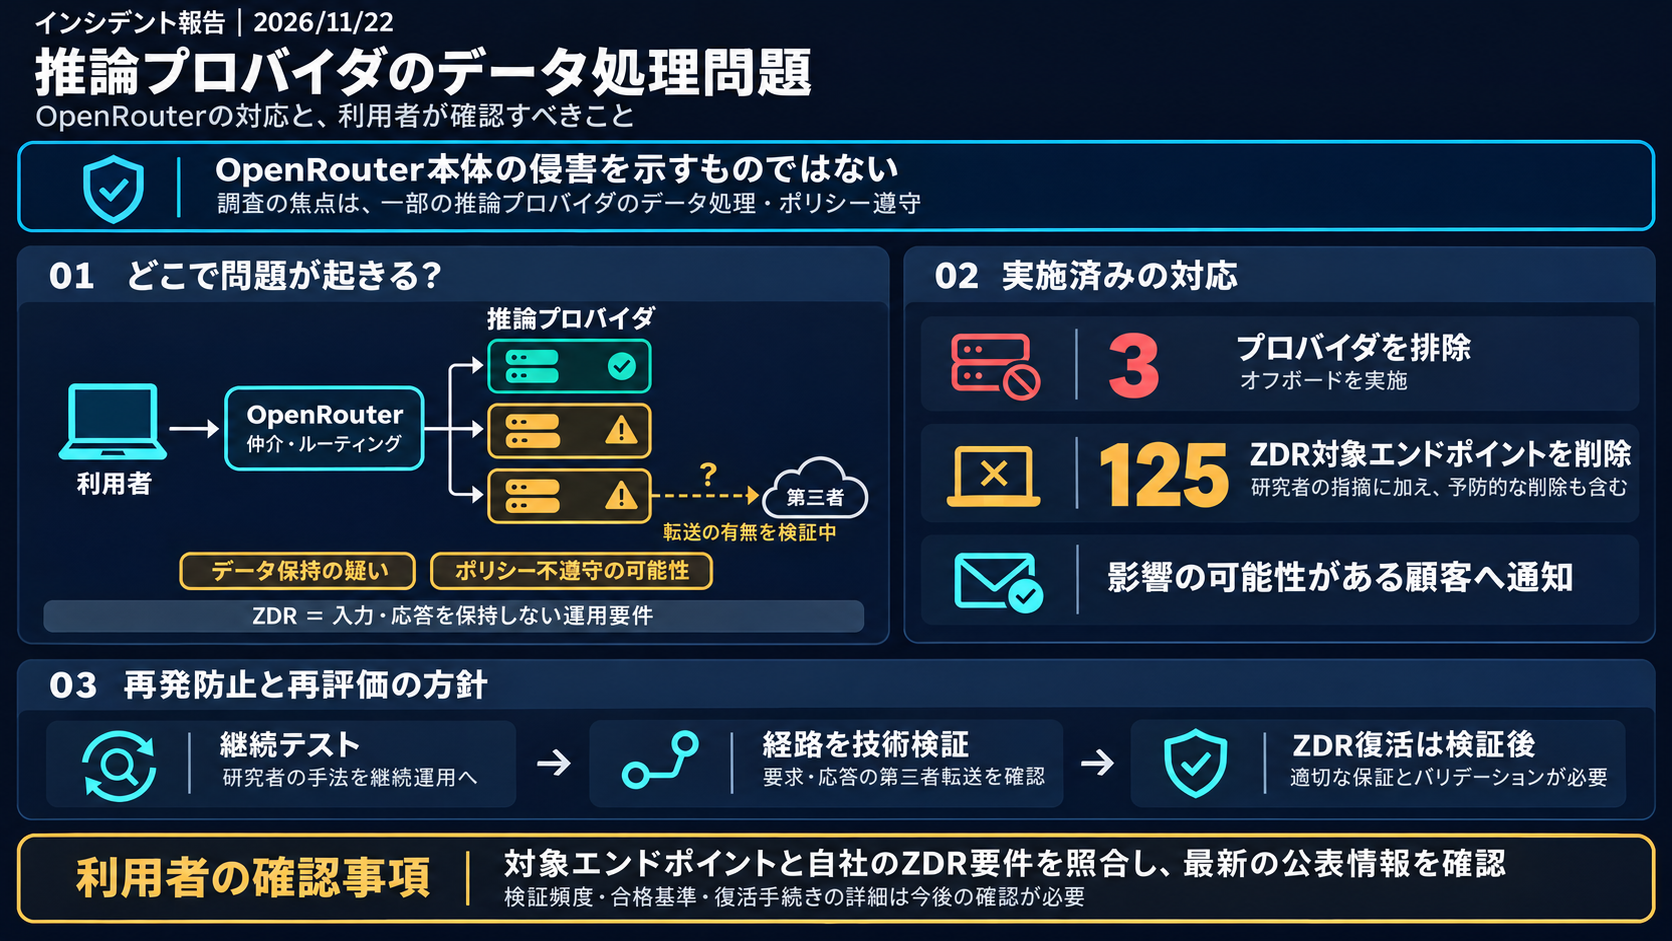 インシデント報告｜2026/11/22
推論プロバイダのデータ処理問題
OpenRouterの対応と、利用者が確認すべきこと
OpenRouter本体の侵害を示すものではない
調査の焦点は、一部の推論プロバイダのデータ処理・ポリシー遵守
01 どこで問題が起きる？
推論プロバイダ
利用者
OpenRouter
仲介・ルーティング
?
第三者
転送の有無を検証中
データ保持の疑い
ポリシー不遵守の可能性
ZDR ＝ 入力・応答を保持しない運用要件
02 実施済みの対応
3
プロバイダを排除
オフボードを実施
125
ZDR対象エンドポイントを削除
研究者の指摘に加え、予防的な削除も含む
影響の可能性がある顧客へ通知
03 再発防止と再評価の方針
継続テスト
研究者の手法を継続運用へ
経路を技術検証
要求・応答の第三者転送を確認
ZDR復活は検証後
適切な保証とバリデーションが必要
利用者の確認事項
対象エンドポイントと自社のZDR要件を照合し、最新の公表情報を確認
検証頻度・合格基準・復活手続きの詳細は今後の確認が必要